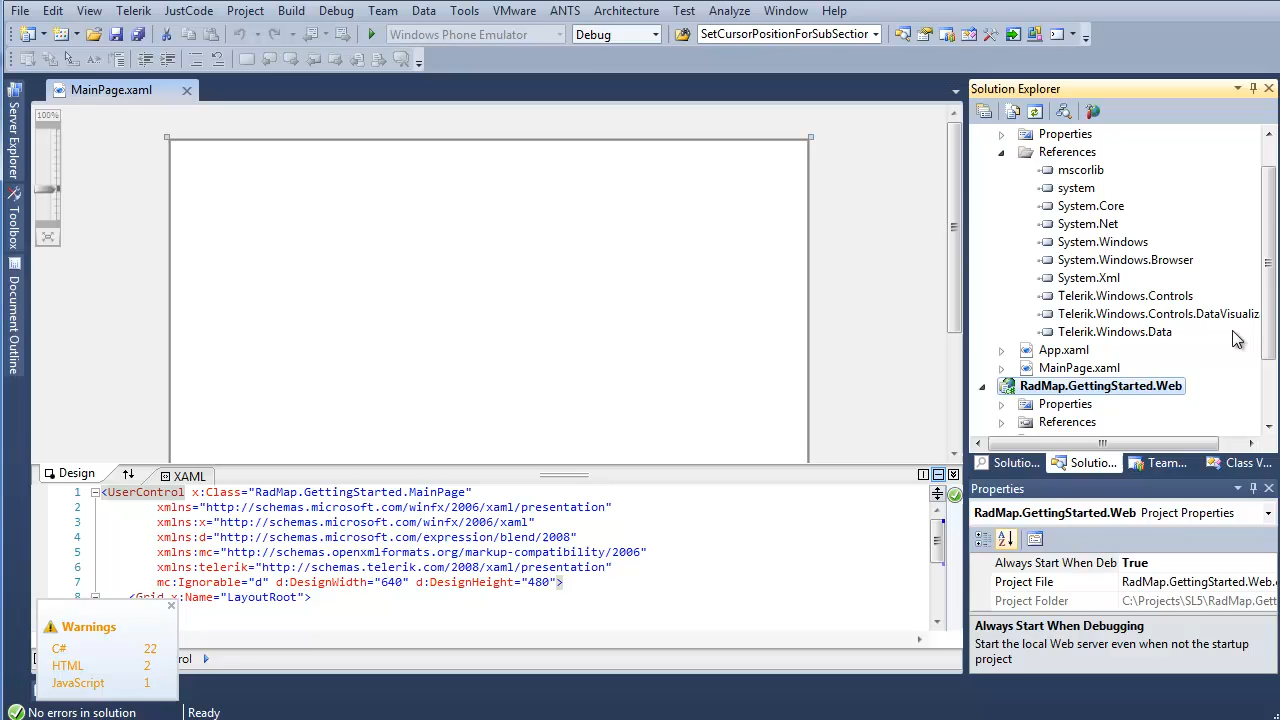 File Edit View Telerik JustCode Project Build Debug Team Data Tools VMware ANTS Architecture Test Analyze Window Help
Windows Phone Emulator Debug SetCursorPositionForSubSection
MainPage.xaml
Server Explorer
Toolbox
Document Outline
100%
Design XAML
1 <UserControl x:Class="RadMap.GettingStarted.MainPage"
2 xmlns="http://schemas.microsoft.com/winfx/2006/xaml/presentation"
3 xmlns:x="http://schemas.microsoft.com/winfx/2006/xaml"
4 xmlns:d="http://schemas.microsoft.com/expression/blend/2008"
5 xmlns:mc="http://schemas.openxmlformats.org/markup-compatibility/2006"
6 xmlns:telerik="http://schemas.telerik.com/2008/xaml/presentation"
7 mc:Ignorable="d" d:DesignWidth="640" d:DesignHeight="480">
8 <Grid x:Name="LayoutRoot">
Warnings
C# 22
HTML 2
JavaScript 1
Solution Explorer
Properties
References
mscorlib
system
System.Core
System.Net
System.Windows
System.Windows.Browser
System.Xml
Telerik.Windows.Controls
Telerik.Windows.Controls.DataVisualiz
Telerik.Windows.Data
App.xaml
MainPage.xaml
RadMap.GettingStarted.Web
Properties
References
Solutio... Solutio... Team... Class V...
Properties
RadMap.GettingStarted.Web Project Properties
Always Start When Deb True
Project File RadMap.GettingStarted.Web.
Project Folder C:\Projects\SL5\RadMap.Ge
Always Start When Debugging
Start the local Web server even when not the startup
project
No errors in solution Ready